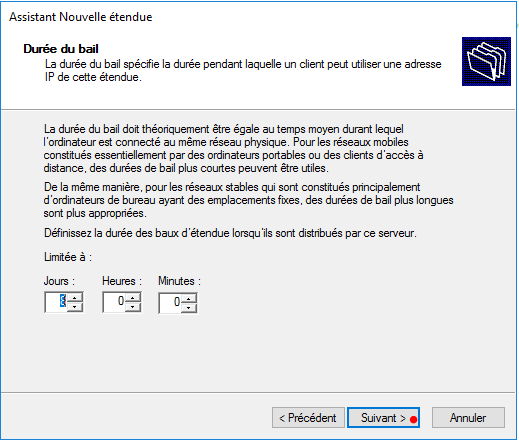 Assistant Nouvelle étendue
Durée du bail
La durée du bail spécifie la durée pendant laquelle un client peut utiliser une adresse
IP de cette étendue.
La durée du bail doit théoriquement être égale au temps moyen durant lequel
l'ordinateur est connecté au même réseau physique. Pour les réseaux mobiles
constitués essentiellement par des ordinateurs portables ou des clients d'accès à
distance, des durées de bail plus courtes peuvent être utiles.
De la même manière, pour les réseaux stables qui sont constitués principalement
d'ordinateurs de bureau ayant des emplacements fixes, des durées de bail plus longues
sont plus appropriées.
Définissez la durée des baux d'étendue lorsqu'ils sont distribués par ce serveur.
Limitée à :
Jours : Heures : Minutes :
0 0
< Précédent Suivant > Annuler